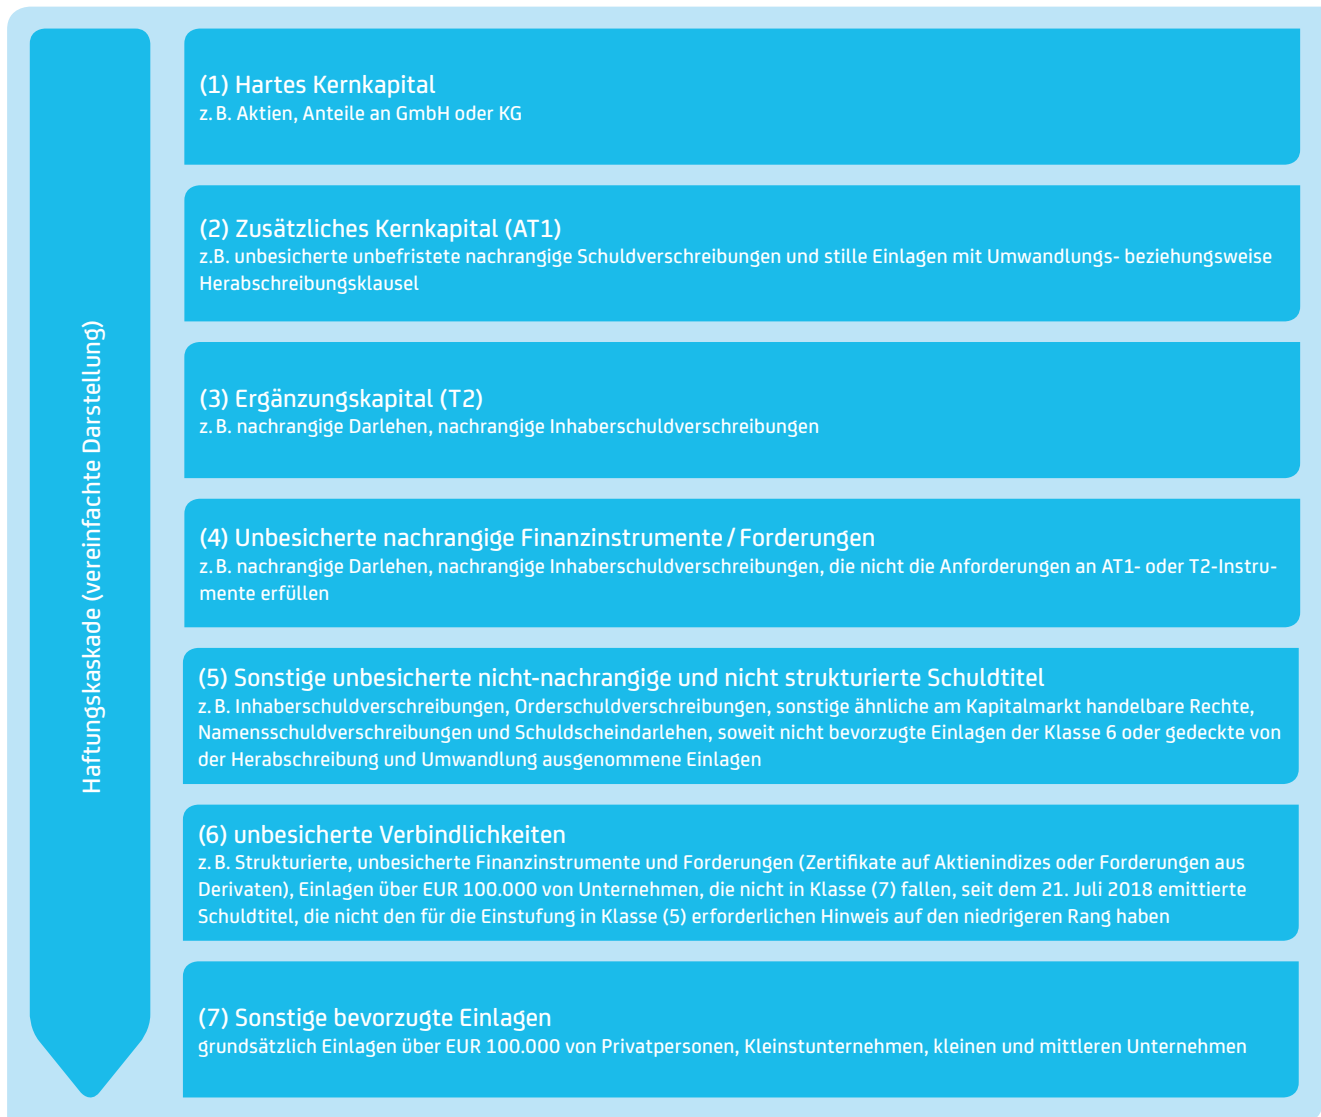 Haftungskaskade (vereinfachte Darstellung)
(1) Hartes Kernkapital
z. B. Aktien, Anteile an GmbH oder KG
(2) Zusätzliches Kernkapital (AT1)
z.B. unbesicherte unbefristete nachrangige Schuldverschreibungen und stille Einlagen mit Umwandlungs- beziehungsweise
Herabschreibungsklausel
(3) Ergänzungskapital (T2)
z. B. nachrangige Darlehen, nachrangige Inhaberschuldverschreibungen
(4) Unbesicherte nachrangige Finanzinstrumente / Forderungen
z. B. nachrangige Darlehen, nachrangige Inhaberschuldverschreibungen, die nicht die Anforderungen an AT1- oder T2-Instru-
mente erfüllen
(5) Sonstige unbesicherte nicht-nachrangige und nicht strukturierte Schuldtitel
z. B. Inhaberschuldverschreibungen, Orderschuldverschreibungen, sonstige ähnliche am Kapitalmarkt handelbare Rechte,
Namensschuldverschreibungen und Schuldscheindarlehen, soweit nicht bevorzugte Einlagen der Klasse 6 oder gedeckte von
der Herabschreibung und Umwandlung ausgenommene Einlagen
(6) unbesicherte Verbindlichkeiten
z. B. Strukturierte, unbesicherte Finanzinstrumente und Forderungen (Zertifikate auf Aktienindizes oder Forderungen aus
Derivaten), Einlagen über EUR 100.000 von Unternehmen, die nicht in Klasse (7) fallen, seit dem 21. Juli 2018 emittierte
Schuldtitel, die nicht den für die Einstufung in Klasse (5) erforderlichen Hinweis auf den niedrigeren Rang haben
(7) Sonstige bevorzugte Einlagen
grundsätzlich Einlagen über EUR 100.000 von Privatpersonen, Kleinstunternehmen, kleinen und mittleren Unternehmen